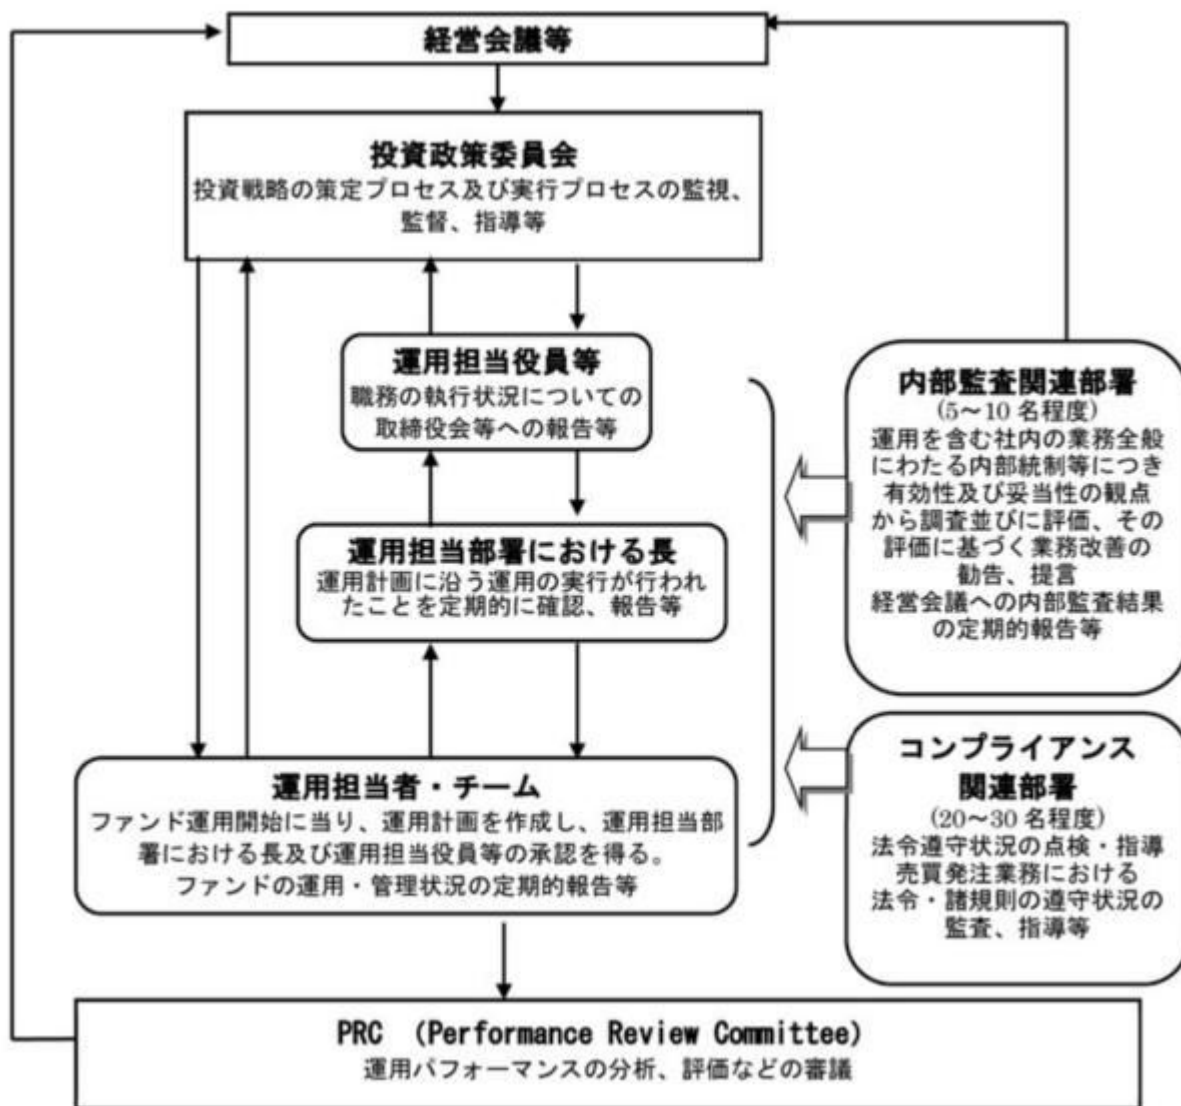 経営会議等
投資政策委員会
投資戦略の策定プロセス及び実行プロセスの監視、
監督、指導等
運用担当役員等
職務の執行状況についての
取締役会等への報告等
運用担当部署における長
運用計画に沿う運用の実行が行われ
たことを定期的に確認、報告等
運用担当者・チーム
ファンド運用開始に当り、運用計画を作成し、運用担当部
署における長及び運用担当役員等の承認を得る。
ファンドの運用・管理状況の定期的報告等
内部監査関連部署
(5～10 名程度)
運用を含む社内の業務全般
にわたる内部統制等につき
有効性及び妥当性の観点
から調査並びに評価、その
評価に基づく業務改善の
勧告、提言
経営会議への内部監査結果
の定期的報告等
コンプライアンス
関連部署
(20～30 名程度)
法令遵守状況の点検・指導
売買発注業務における
法令・諸規則の遵守状況の
監査、指導等
PRC （Performance Review Committee）
運用パフォーマンスの分析、評価などの審議